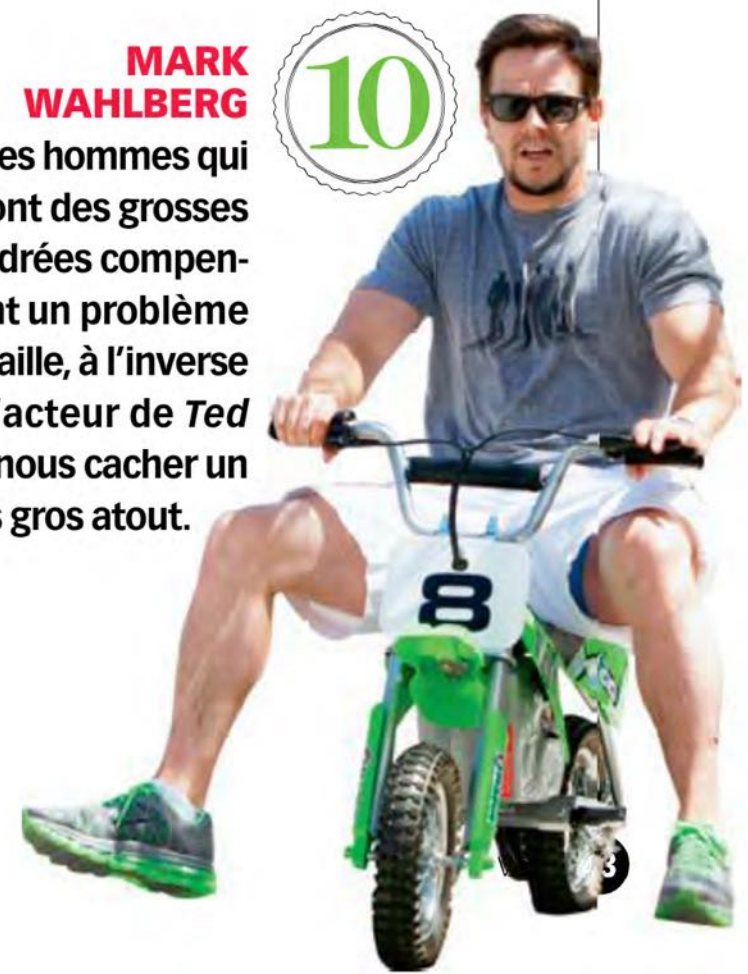 MARK
WAHLBERG
es hommes qui
ont des grosses
drées compen-
nt un problème
aille, à l'inverse
'acteur de Ted
nous cacher un
s gros atout.
10
8
3